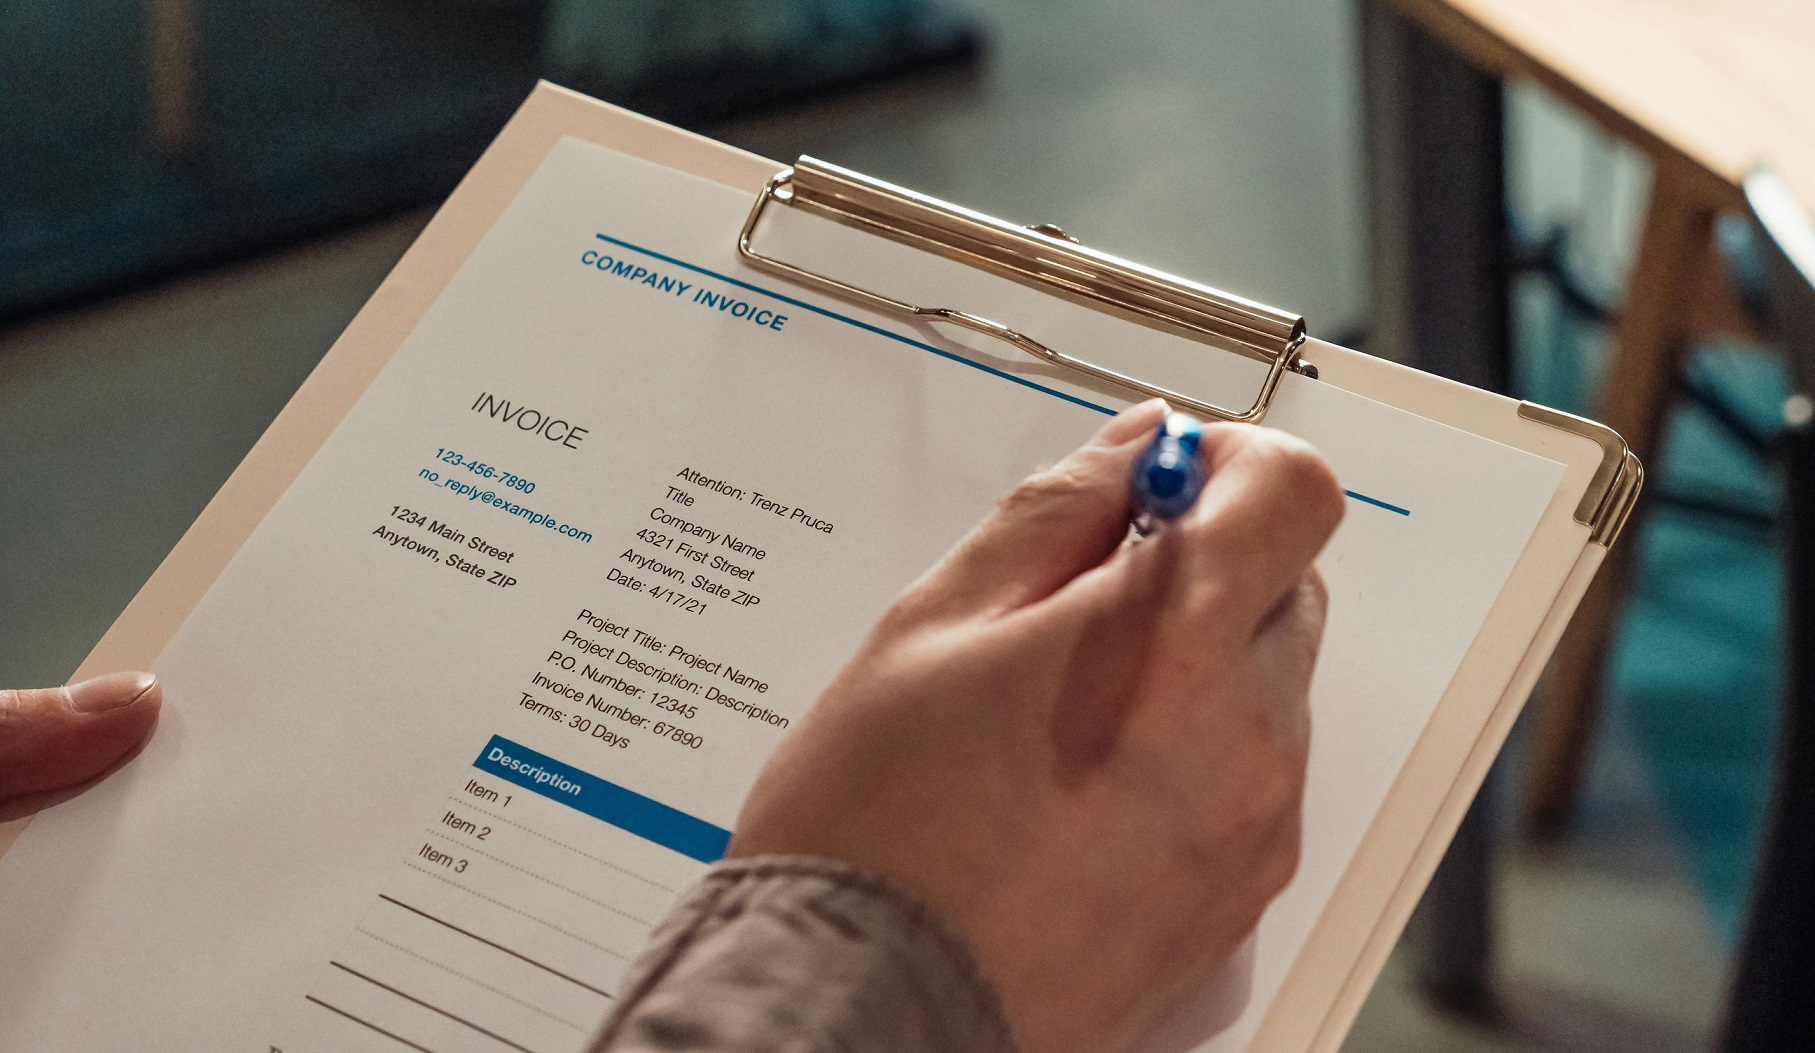 COMPANY INVOICE
INVOICE
123-456-7890
no_reply@example.com
1234 Main Street
Anytown, State ZIP
Attention: Trenz Pruca
Title
Company Name
4321 First Street
Anytown, State ZIP
Date: 4/17/21
Project Title: Project Name
Project Description: Description
P.O. Number: 12345
Invoice Number: 67890
Terms: 30 Days
Description
Item 1
Item 2
Item 3